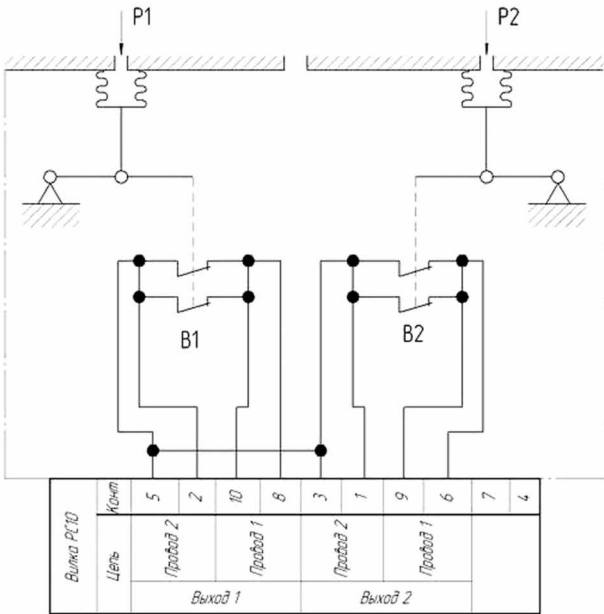 P1
P2
B1
B2
Вилка РС10
Конт
5
2
10
8
3
1
9
6
7
4
Цепь
Провод 2
Провод 1
Провод 2
Провод 1
Выход 1
Выход 2